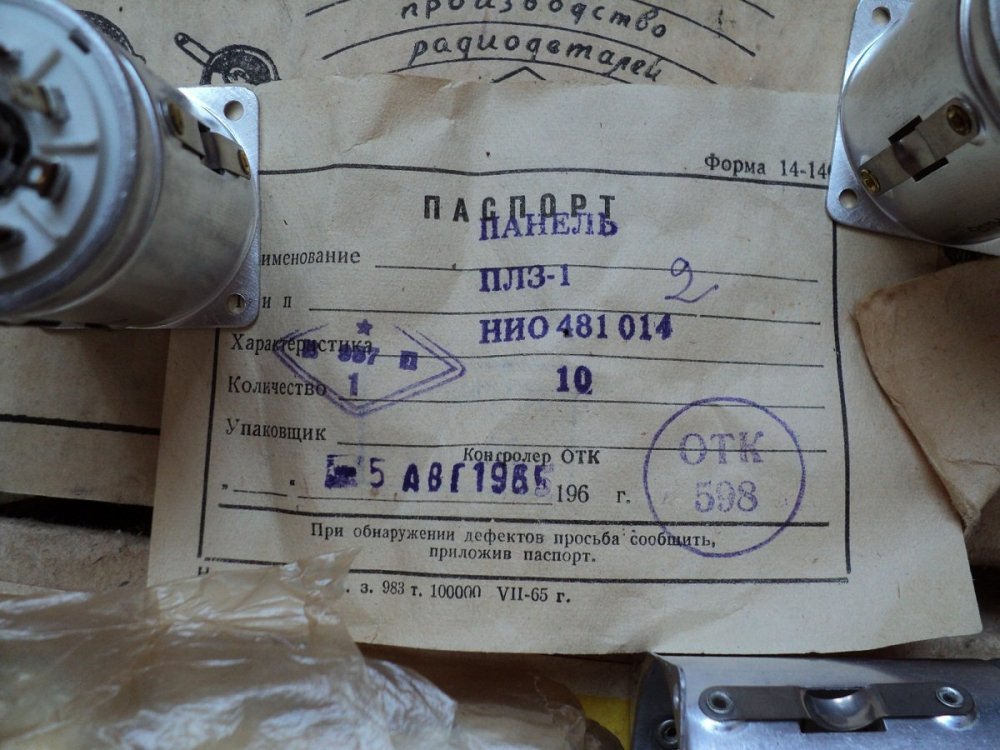 производство
радиодеталей
Форма 14-14
ПАСПОРТ
ПАНЕЛЬ
именование
ПЛЗ-1
2
и п
НИО 481 014
Характеристика
Количество 1 10
Упаковщик
ОТК
598
Контролер ОТК
5 АВГ 1965
196 г.
При обнаружении дефектов просьба сообщить,
приложив паспорт.
з. 983 т. 100000 VII-65 г.